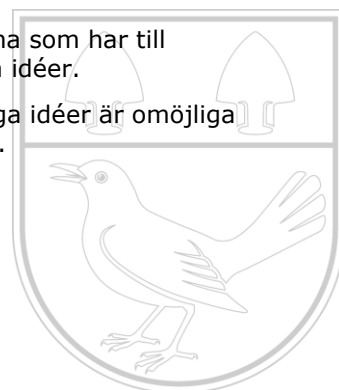 na som har till
idéer.
ga idéer är omöjliga
.